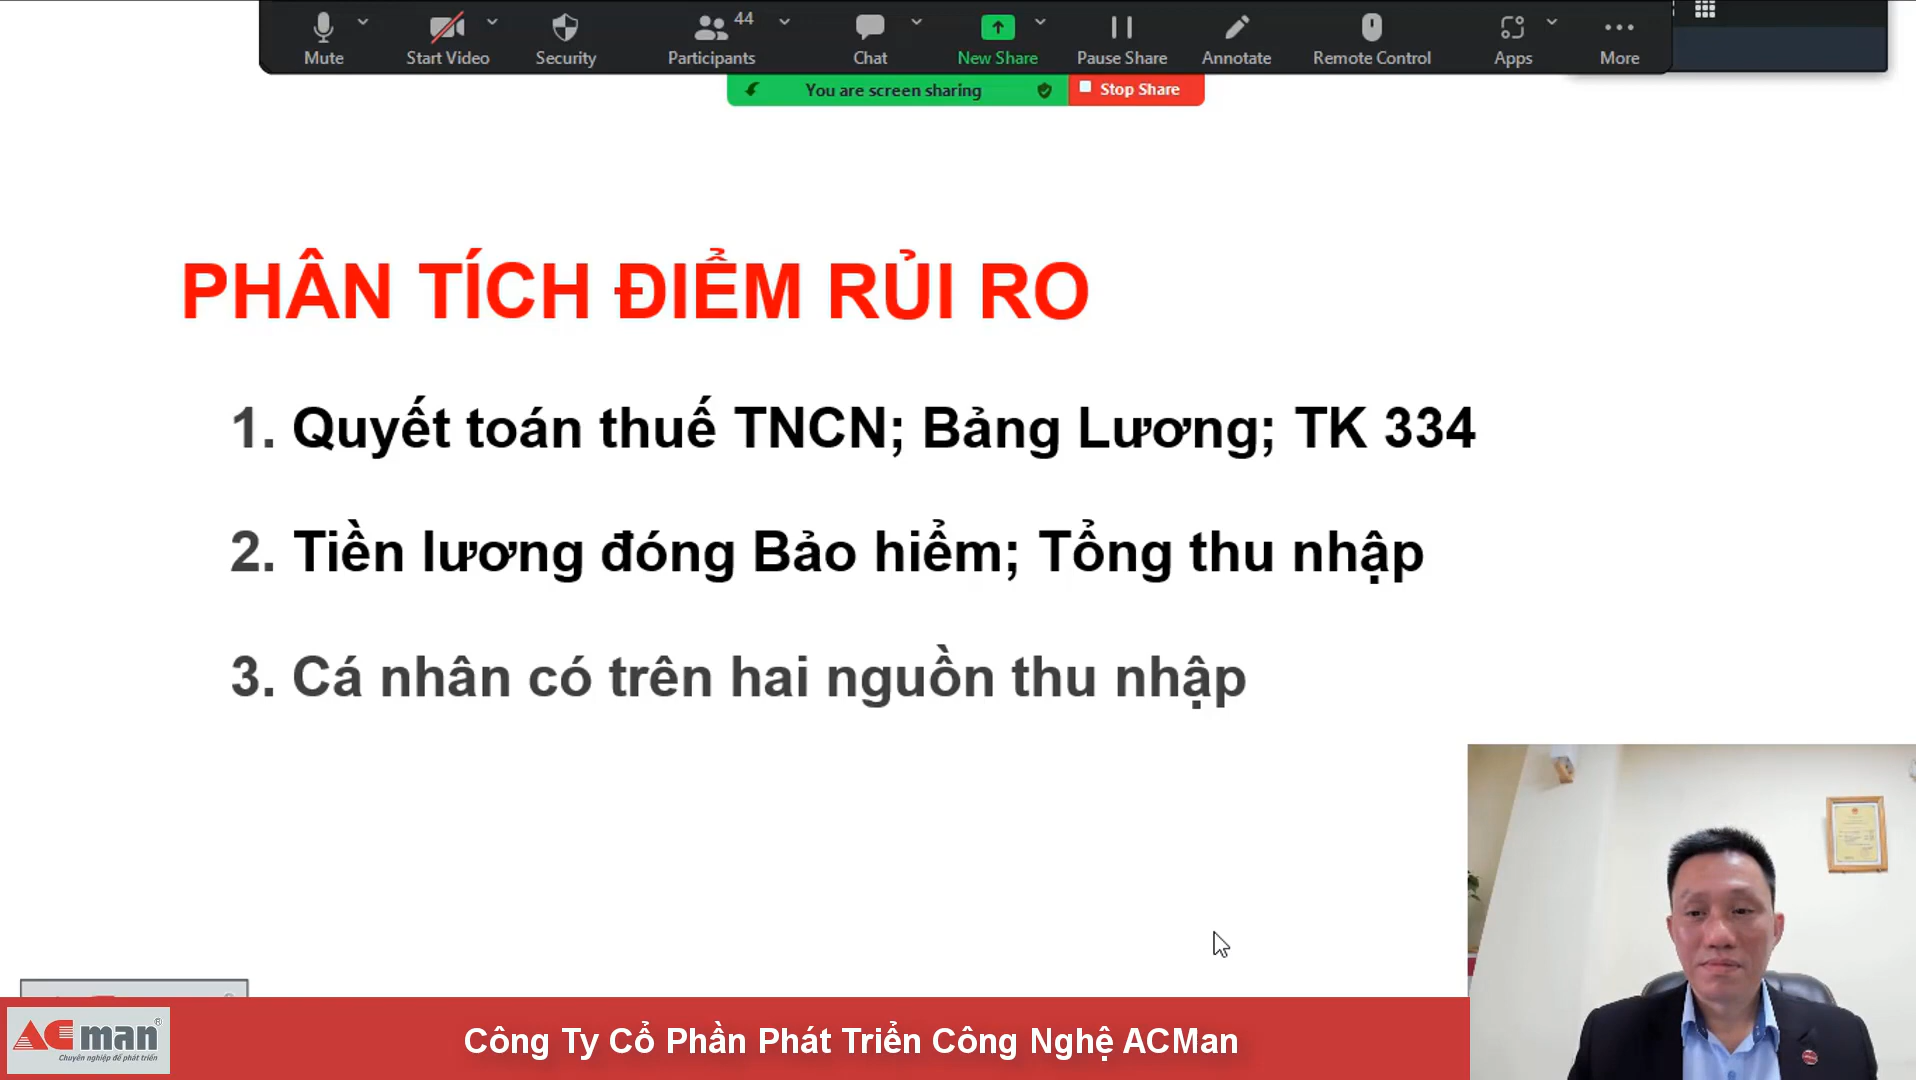 44
Mute
Start Video
Security
Participants
Chat
New Share
Pause Share
Annotate
Remote Control
Apps
More
You are screen sharing
Stop Share
PHÂN TÍCH ĐIỂM RỦI RO
1. Quyết toán thuế TNCN; Bảng Lương; TK 334
2. Tiền lương đóng Bảo hiểm; Tổng thu nhập
3. Cá nhân có trên hai nguồn thu nhập
ACman®
Chuyên nghiệp để phát triển
Công Ty Cổ Phần Phát Triển Công Nghệ ACMan